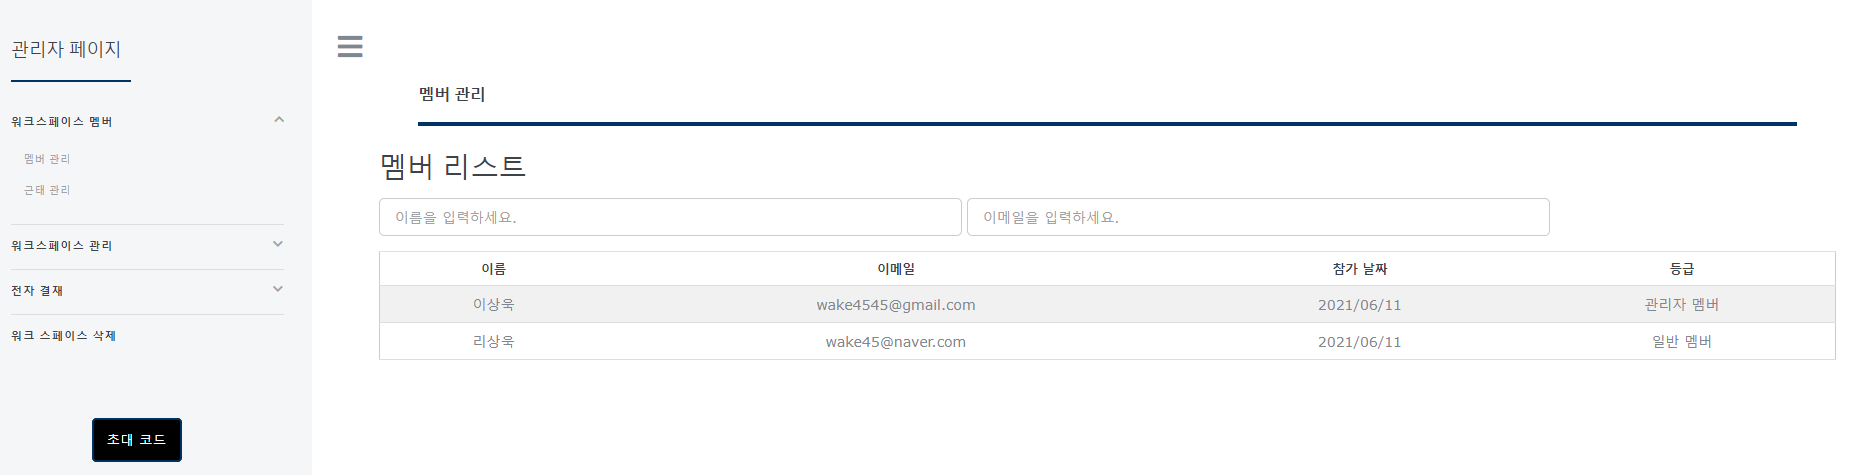 관리자 페이지
워크스페이스 멤버
멤버 관리
근태 관리
워크스페이스 관리
전자 결재
워크 스페이스 삭제
초대 코드
멤버 관리
멤버 리스트
이름을 입력하세요. 이메일을 입력하세요.
이름 이메일 참가 날짜 등급
이상욱 wake4545@gmail.com 2021/06/11 관리자 멤버
리상욱 wake45@naver.com 2021/06/11 일반 멤버